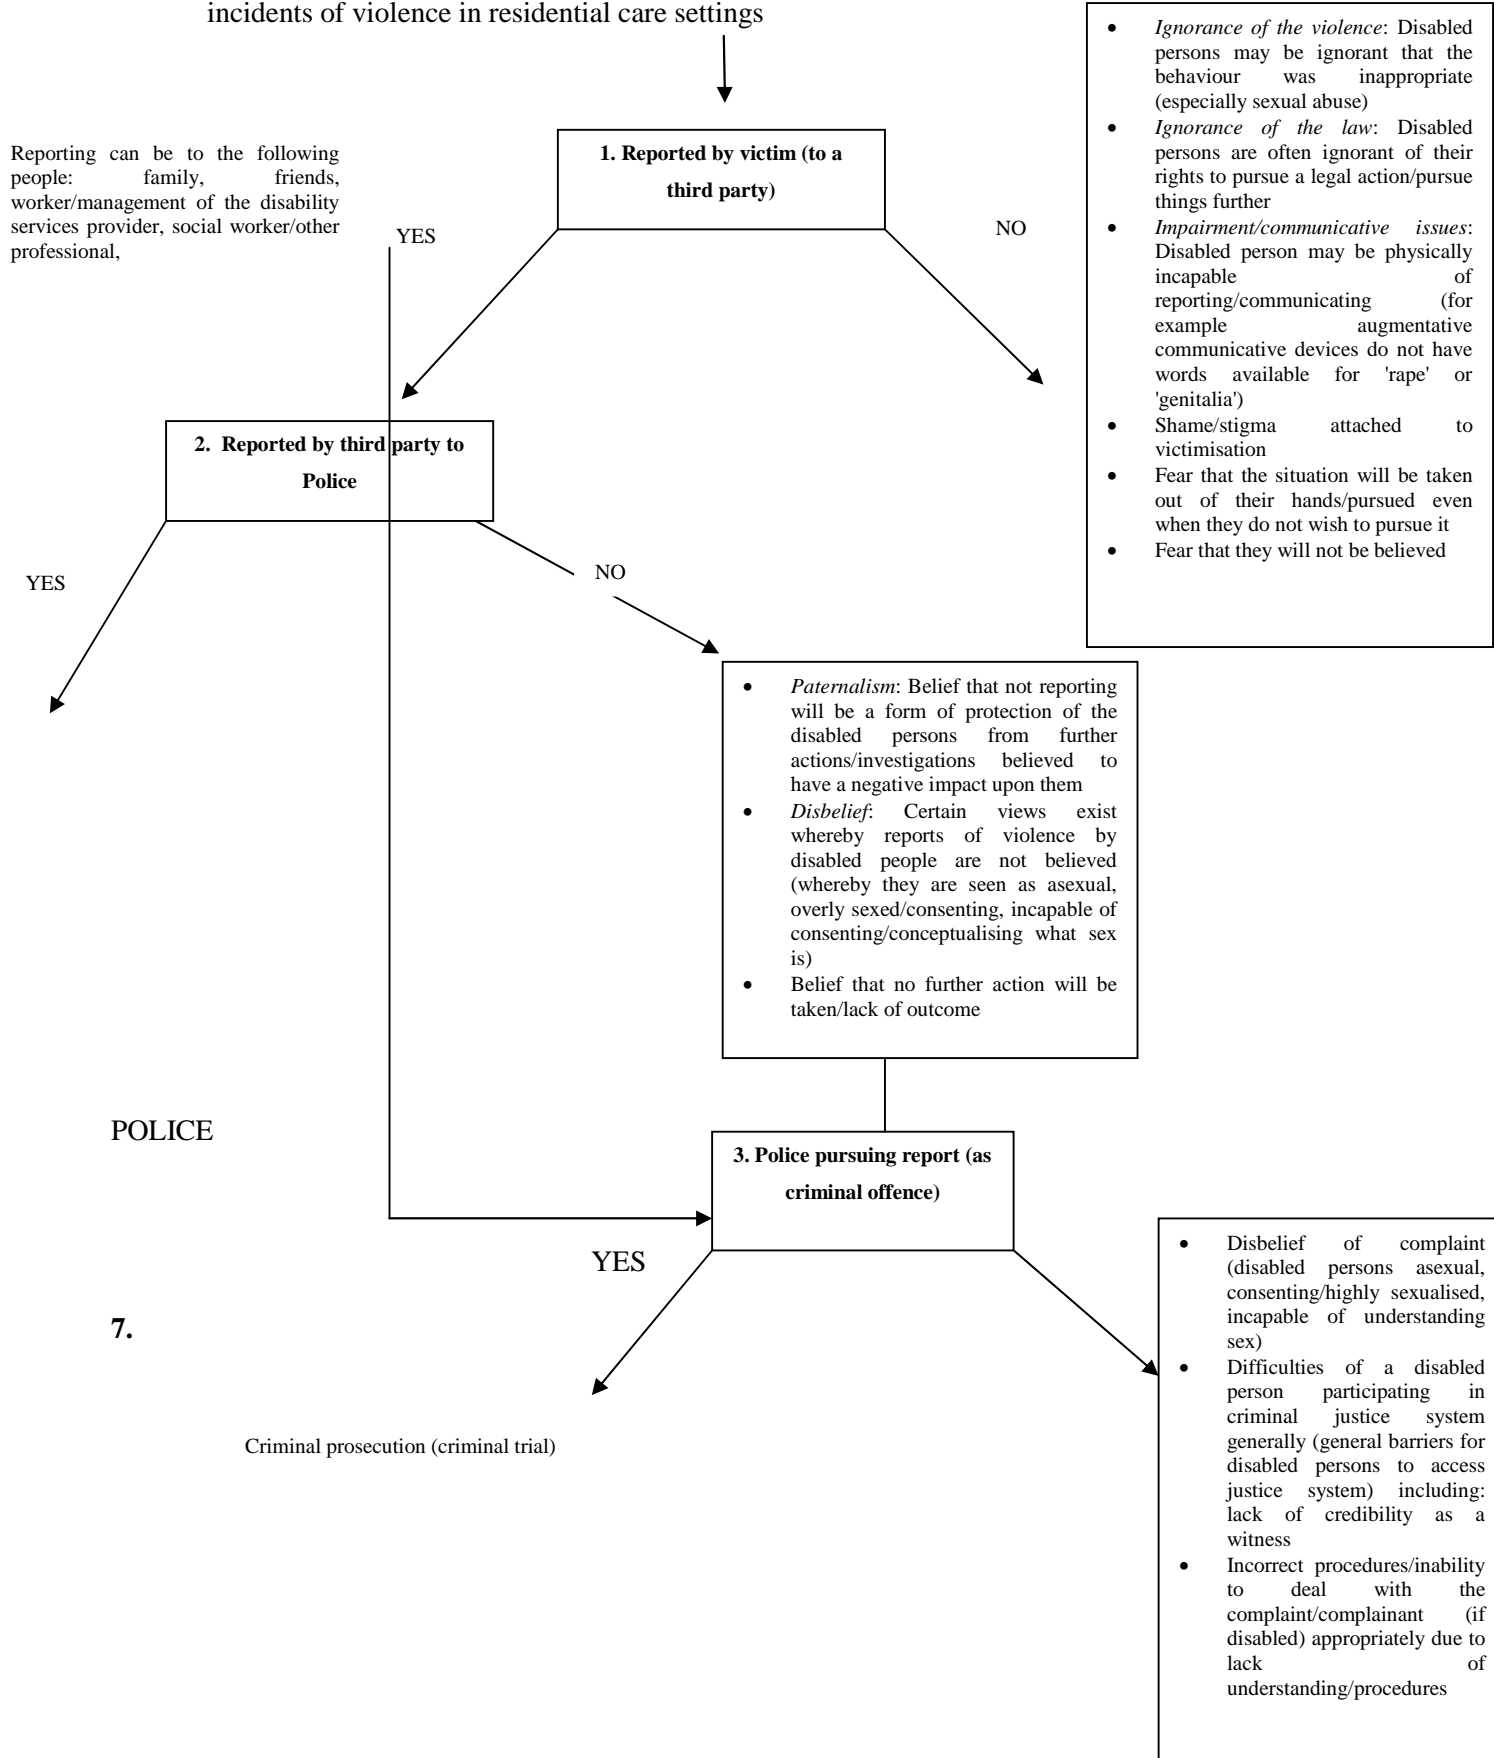 incidents of violence in residential care settings
• Ignorance of the violence: Disabled
persons may be ignorant that the
behaviour was inappropriate
(especially sexual abuse)
• Ignorance of the law: Disabled
persons are often ignorant of their
rights to pursue a legal action/pursue
things further
• Impairment/communicative issues:
Disabled person may be physically
incapable of
reporting/communicating (for
example augmentative
communicative devices do not have
words available for 'rape' or
'genitalia')
• Shame/stigma attached to
victimisation
• Fear that the situation will be taken
out of their hands/pursued even
when they do not wish to pursue it
• Fear that they will not be believed
Reporting can be to the following
people: family, friends,
worker/management of the disability
services provider, social worker/other
professional,
1. Reported by victim (to a
third party)
YES
NO
2. Reported by third party to
Police
YES
NO
• Paternalism: Belief that not reporting
will be a form of protection of the
disabled persons from further
actions/investigations believed to
have a negative impact upon them
• Disbelief: Certain views exist
whereby reports of violence by
disabled people are not believed
(whereby they are seen as asexual,
overly sexed/consenting, incapable of
consenting/conceptualising what sex
is)
• Belief that no further action will be
taken/lack of outcome
POLICE
3. Police pursuing report (as
criminal offence)
YES
7.
Criminal prosecution (criminal trial)
• Disbelief of complaint
(disabled persons asexual,
consenting/highly sexualised,
incapable of understanding
sex)
• Difficulties of a disabled
person participating in
criminal justice system
generally (general barriers for
disabled persons to access
justice system) including:
lack of credibility as a
witness
• Incorrect procedures/inability
to deal with the
complaint/complainant (if
disabled) appropriately due to
lack of
understanding/procedures